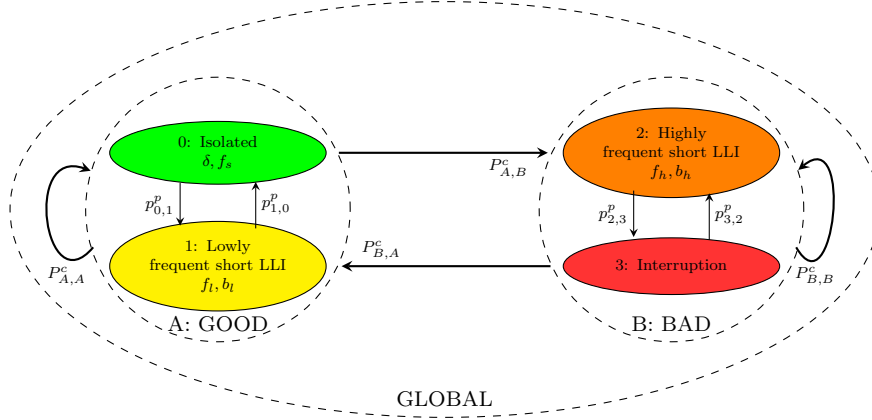 0: Isolated
δ, f_s
p^p_{0,1}
p^p_{1,0}
1: Lowly
frequent short LLI
f_l, b_l
A: GOOD
P^c_{A,A}
P^c_{A,B}
P^c_{B,A}
2: Highly
frequent short LLI
f_h, b_h
p^p_{2,3}
p^p_{3,2}
3: Interruption
B: BAD
P^c_{B,B}
GLOBAL